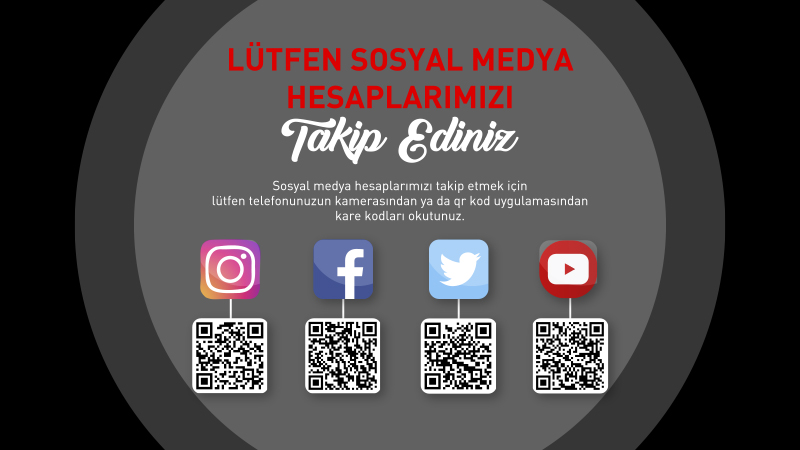 LÜTFEN SOSYAL MEDYA
HESAPLARIMIZI
Takip Ediniz
Sosyal medya hesaplarımızı takip etmek için
lütfen telefonunuzun kamerasından ya da qr kod uygulamasından
kare kodları okutunuz.